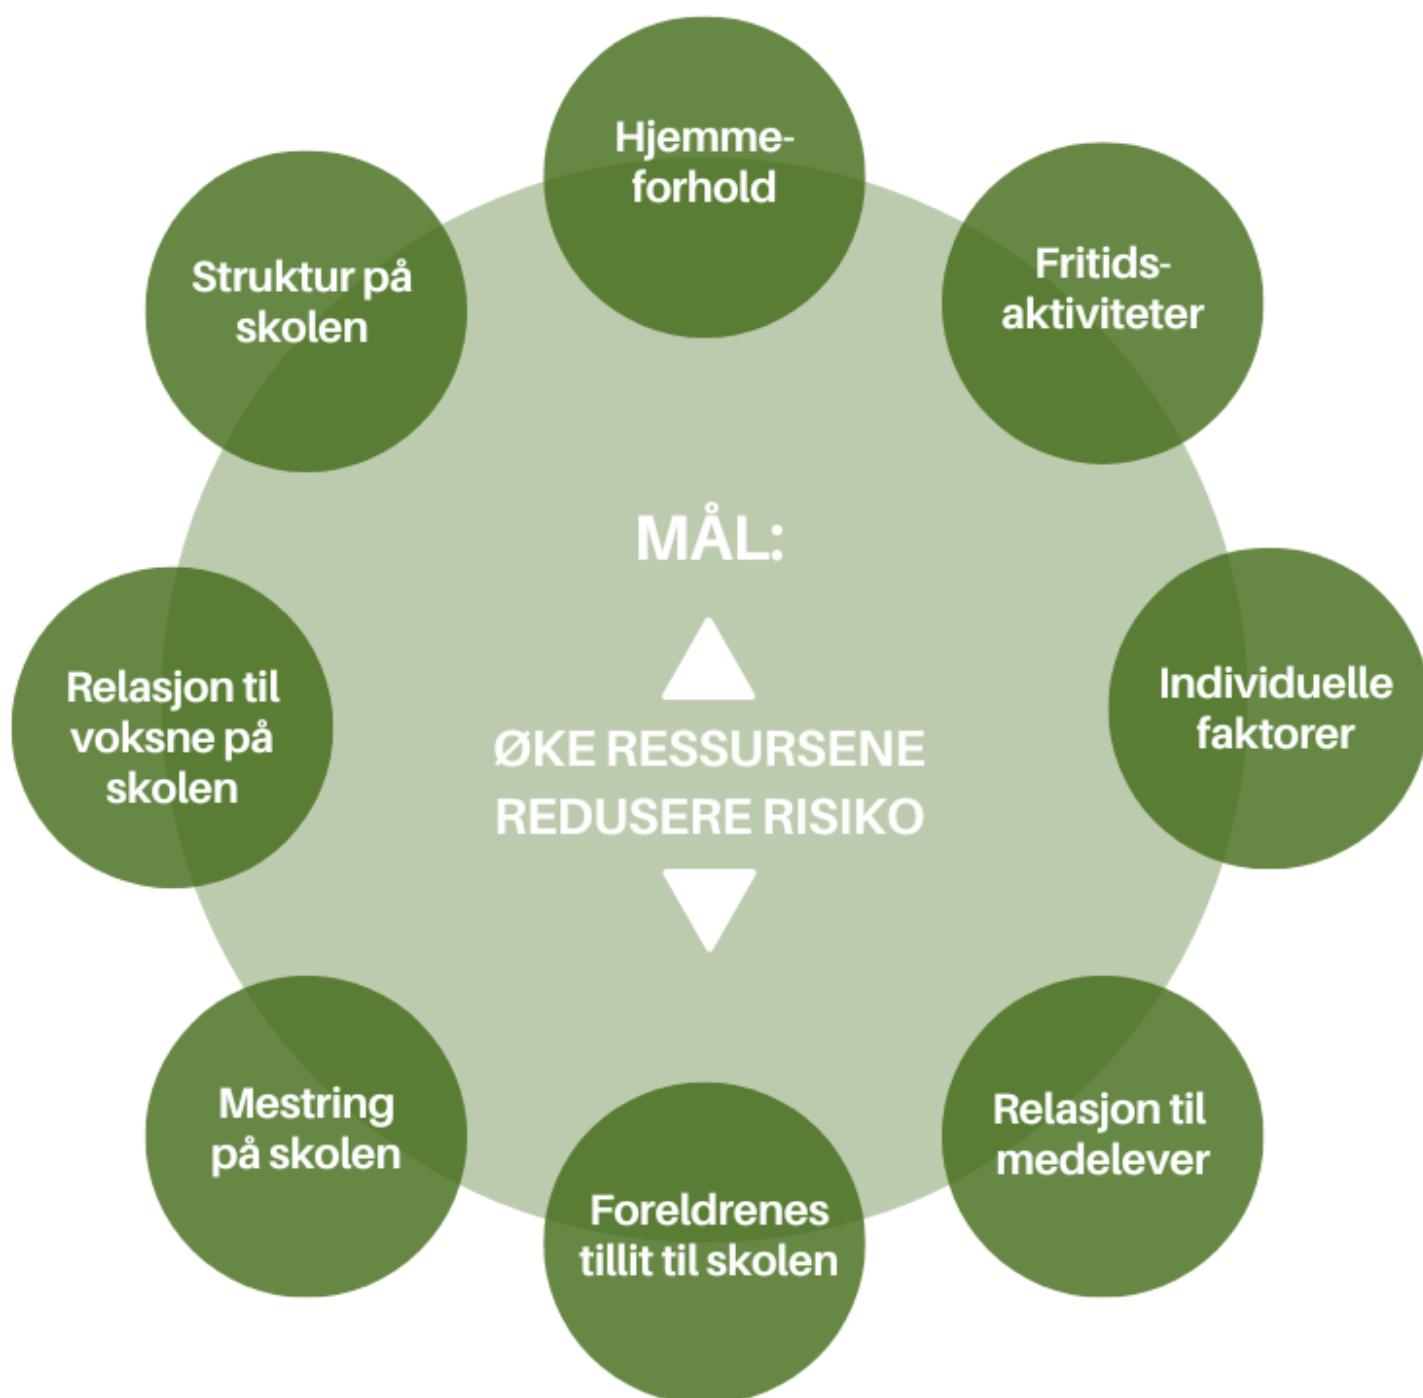 Hjemme-
forhold
Fritids-
aktiviteter
Individuelle
faktorer
Relasjon til
medelever
Foreldrenes
tillit til skolen
Mestring
på skolen
Relasjon til
voksne på
skolen
Struktur på
skolen
MÅL:
ØKE RESSURSENE
REDUSERE RISIKO